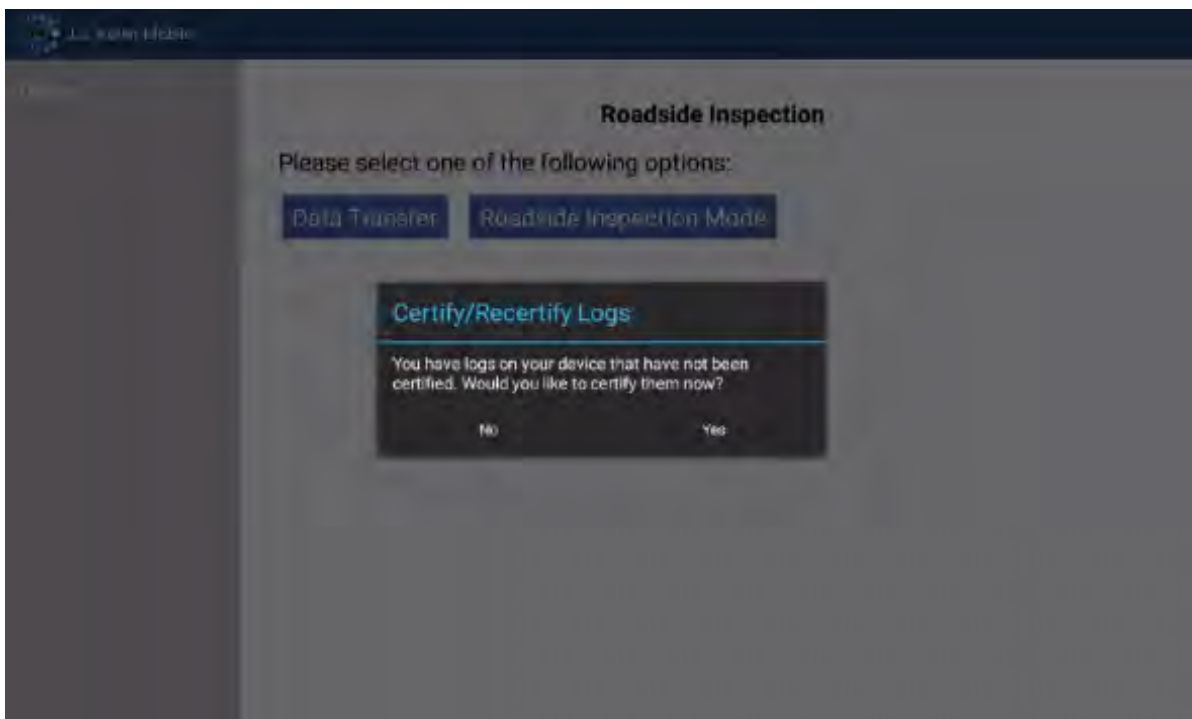 Roadside Inspection
Please select one of the following options:
Data Transfer Roadside Inspection Mode
Certify/Recertify Logs
You have logs on your device that have not been
certified. Would you like to certify them now?
No Yes